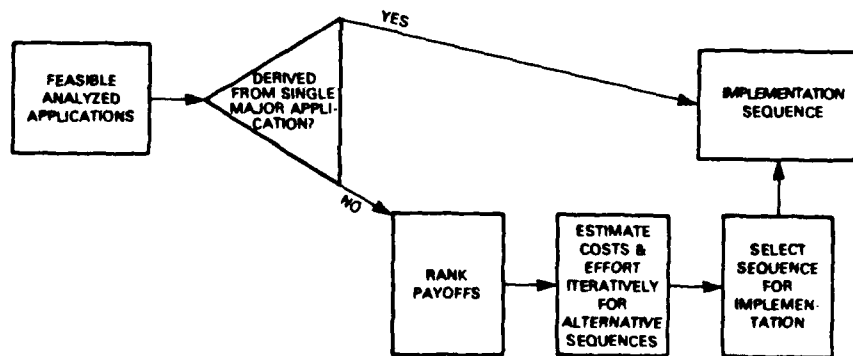 YES
FEASIBLE
ANALYZED
APPLICATIONS
DERIVED
FROM SINGLE
MAJOR APPLI-
CATION?
IMPLEMENTATION
SEQUENCE
NO
RANK
PAYOFFS
ESTIMATE
COSTS &
EFFORT
ITERATIVELY
FOR
ALTERNATIVE
SEQUENCES
SELECT
SEQUENCE
FOR
IMPLEMEN-
TATION